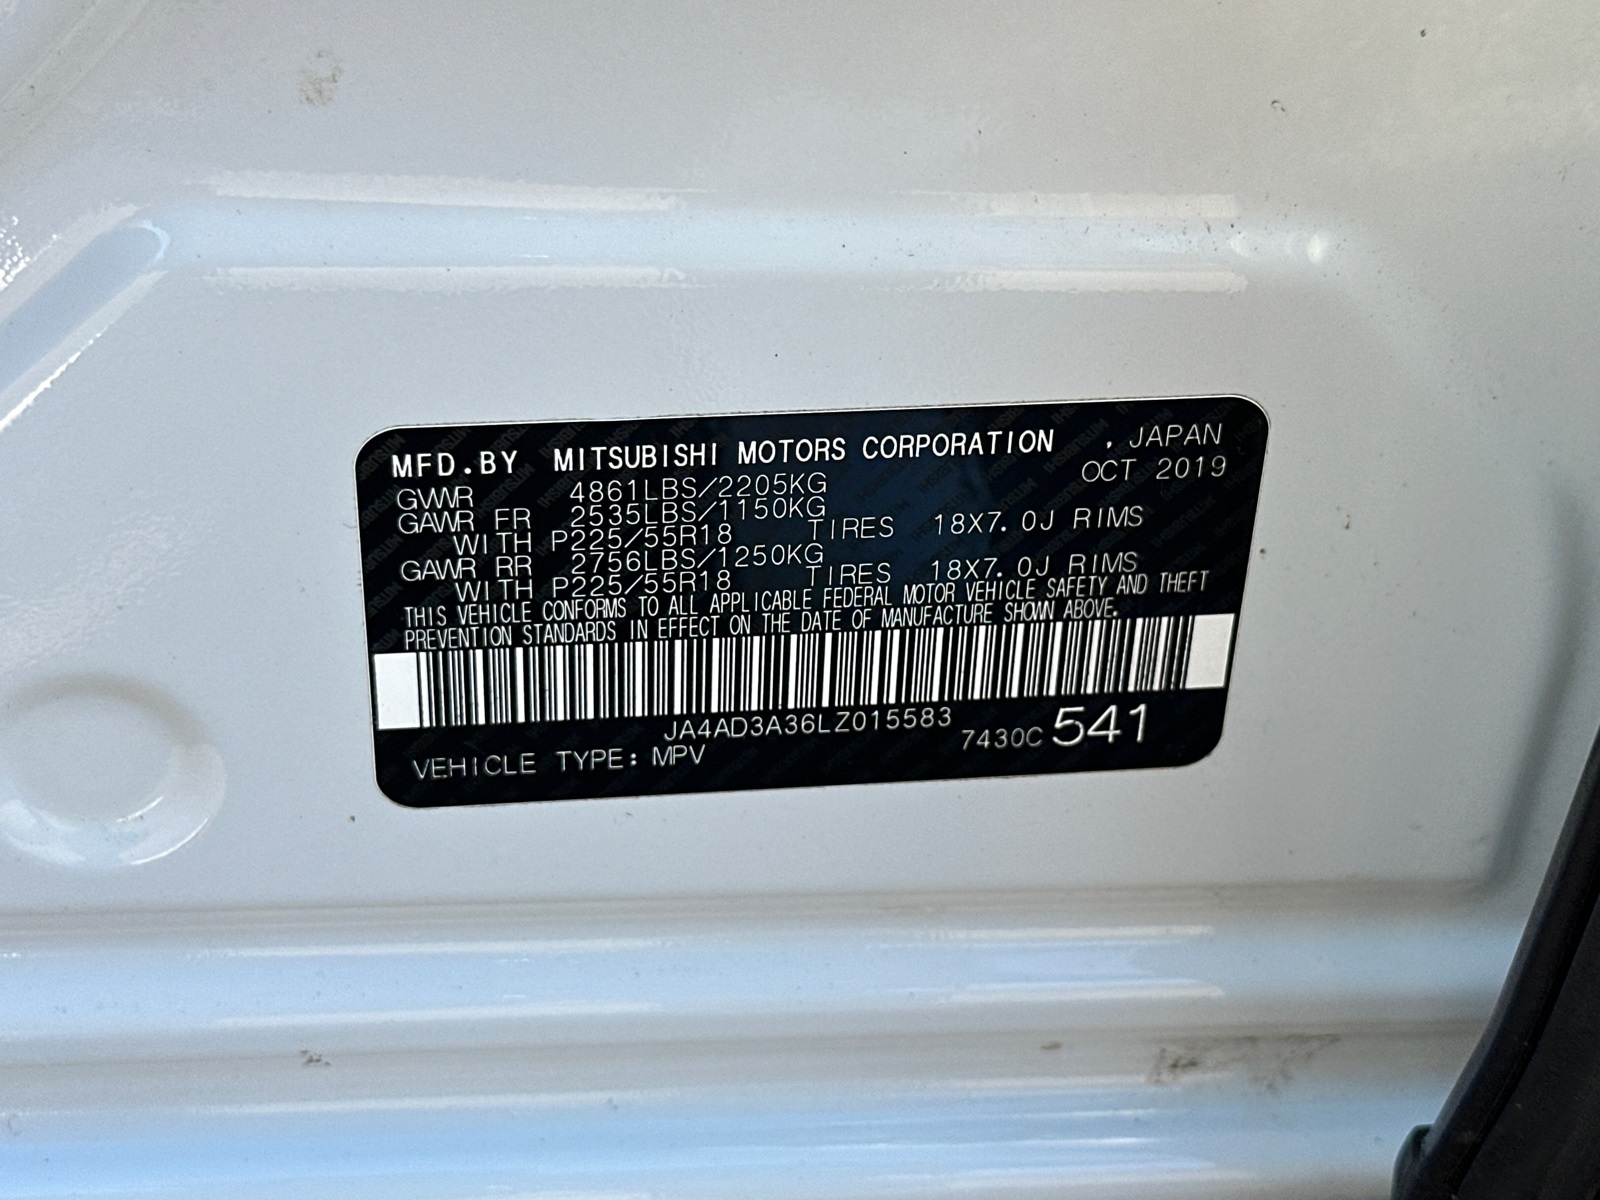 MFD.BY MITSUBISHI MOTORS CORPORATION , JAPAN
OCT 2019
GVWR 4861LBS/2205KG
GAWR FR 2535LBS/1150KG
WITH P225/55R18 TIRES 18X7.0J RIMS
GAWR RR 2756LBS/1250KG
WITH P225/55R18 TIRES 18X7.0J RIMS
THIS VEHICLE CONFORMS TO ALL APPLICABLE FEDERAL MOTOR VEHICLE SAFETY AND THEFT
PREVENTION STANDARDS IN EFFECT ON THE DATE OF MANUFACTURE SHOWN ABOVE.
JA4AD3A36LZ015583
VEHICLE TYPE: MPV 7430C 541